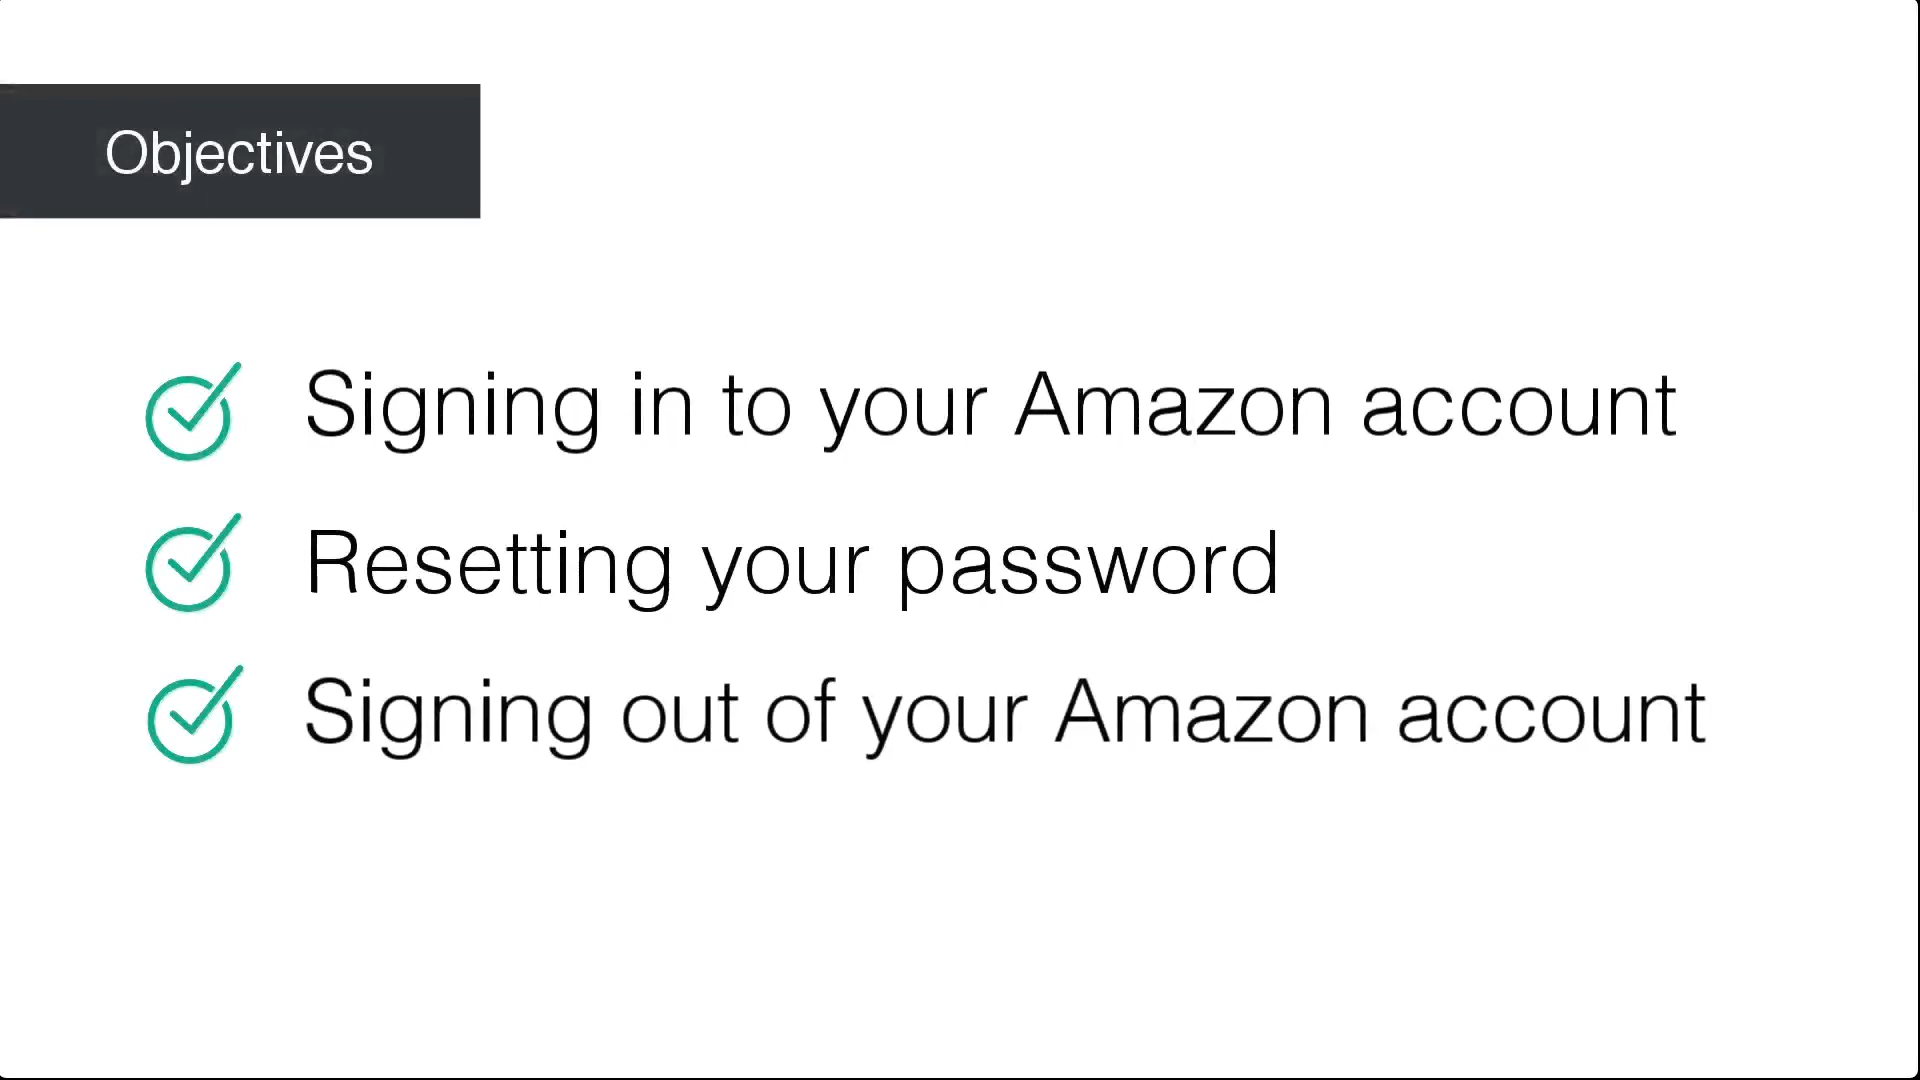 Objectives
Signing in to your Amazon account
Resetting your password
Signing out of your Amazon account